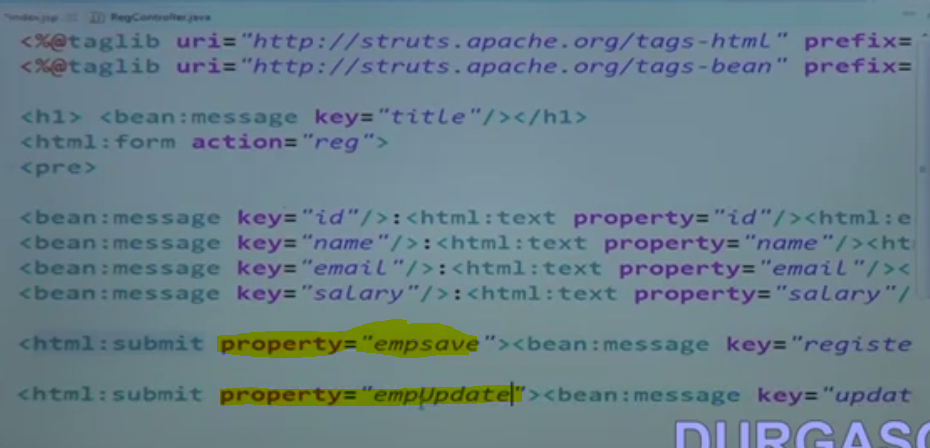 *index.jsp RegController.java
<%@taglib uri="http://struts.apache.org/tags-html" prefix=
<%@taglib uri="http://struts.apache.org/tags-bean" prefix=
<h1> <bean:message key="title"/></h1>
<html:form action="reg">
<pre>
<bean:message key="id"/>:<html:text property="id"/><html:e
<bean:message key="name"/>:<html:text property="name"/><ht
<bean:message key="email"/>:<html:text property="email"/><
<bean:message key="salary"/>:<html:text property="salary"/
<html:submit property="empsave"><bean:message key="registe
<html:submit property="empUpdate"><bean:message key="updat
DURGASO